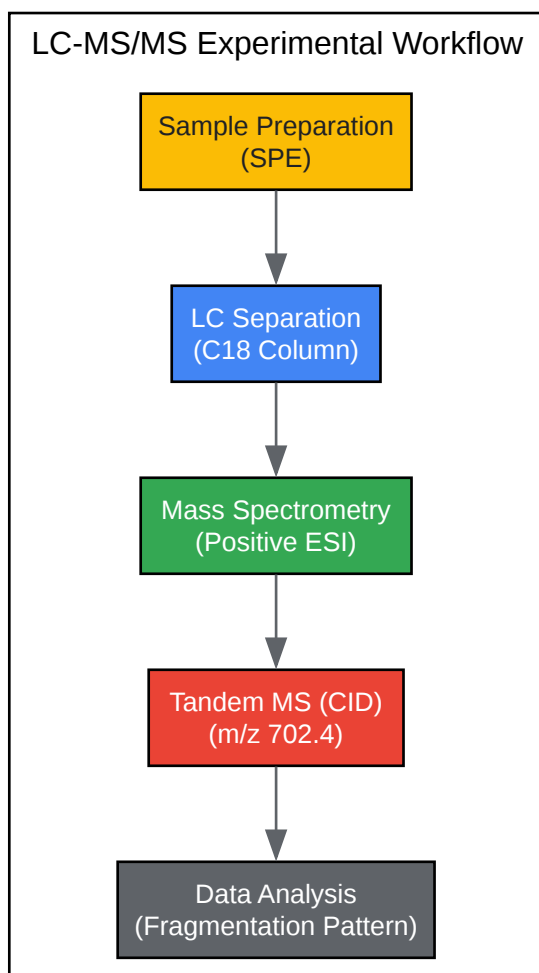 LC-MS/MS Experimental Workflow
Sample Preparation
(SPE)
LC Separation
(C18 Column)
Mass Spectrometry
(Positive ESI)
Tandem MS (CID)
(m/z 702.4)
Data Analysis
(Fragmentation Pattern)